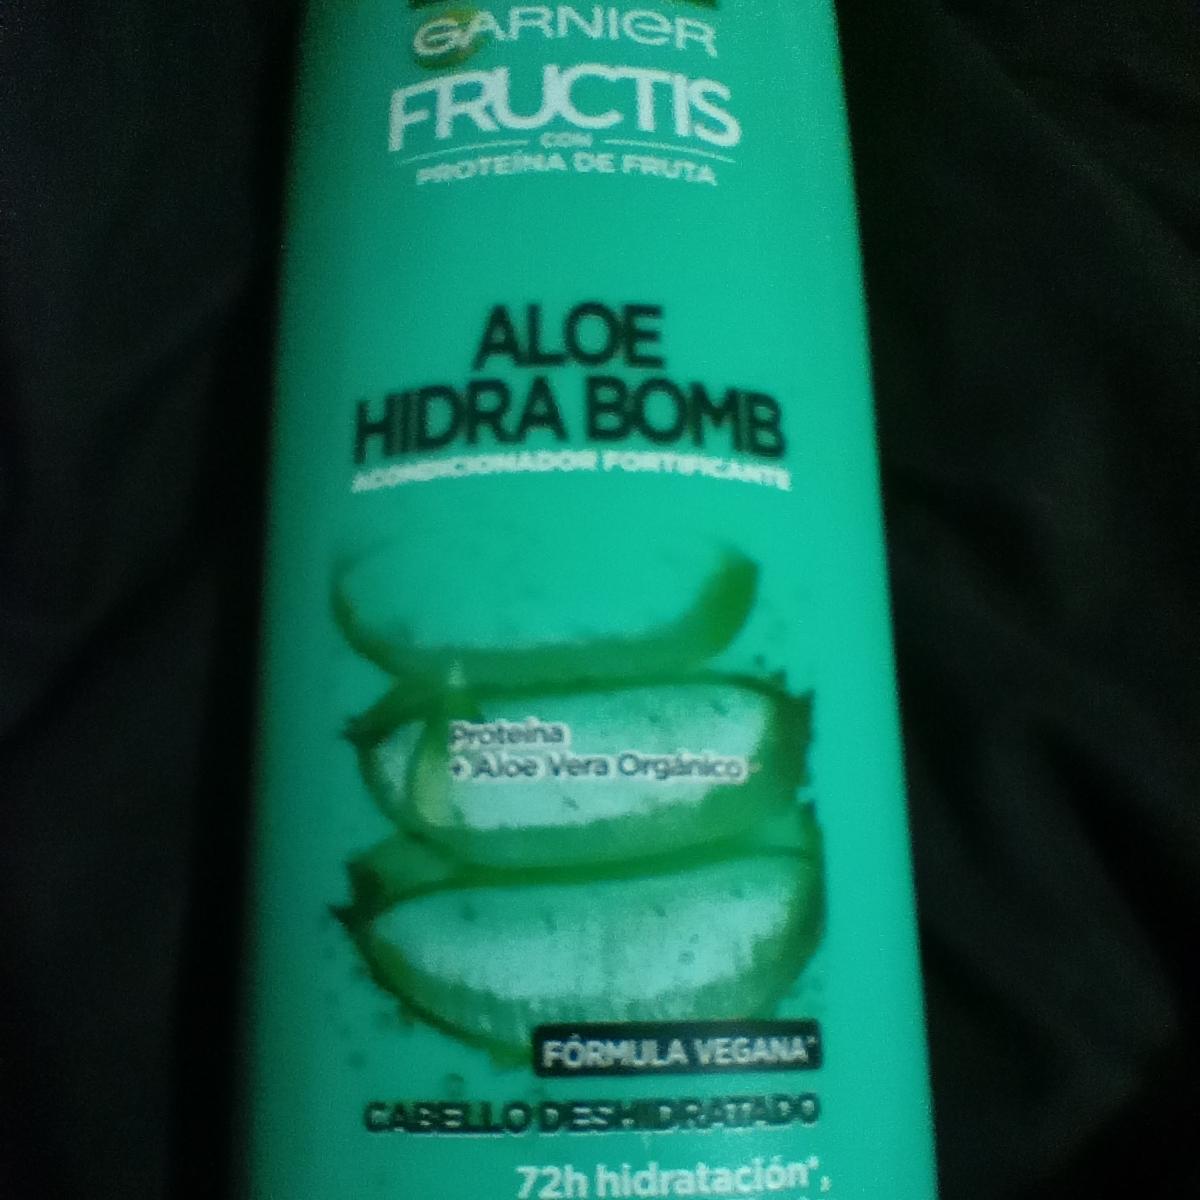 GARNIER
FRUCTIS
CON
PROTEÍNA DE FRUTA
ALOE
HIDRA BOMB
ACONDICIONADOR FORTIFICANTE
Proteína
+ Aloe Vera Orgánico
FÓRMULA VEGANA*
CABELLO DESHIDRATADO
72h hidratación*,